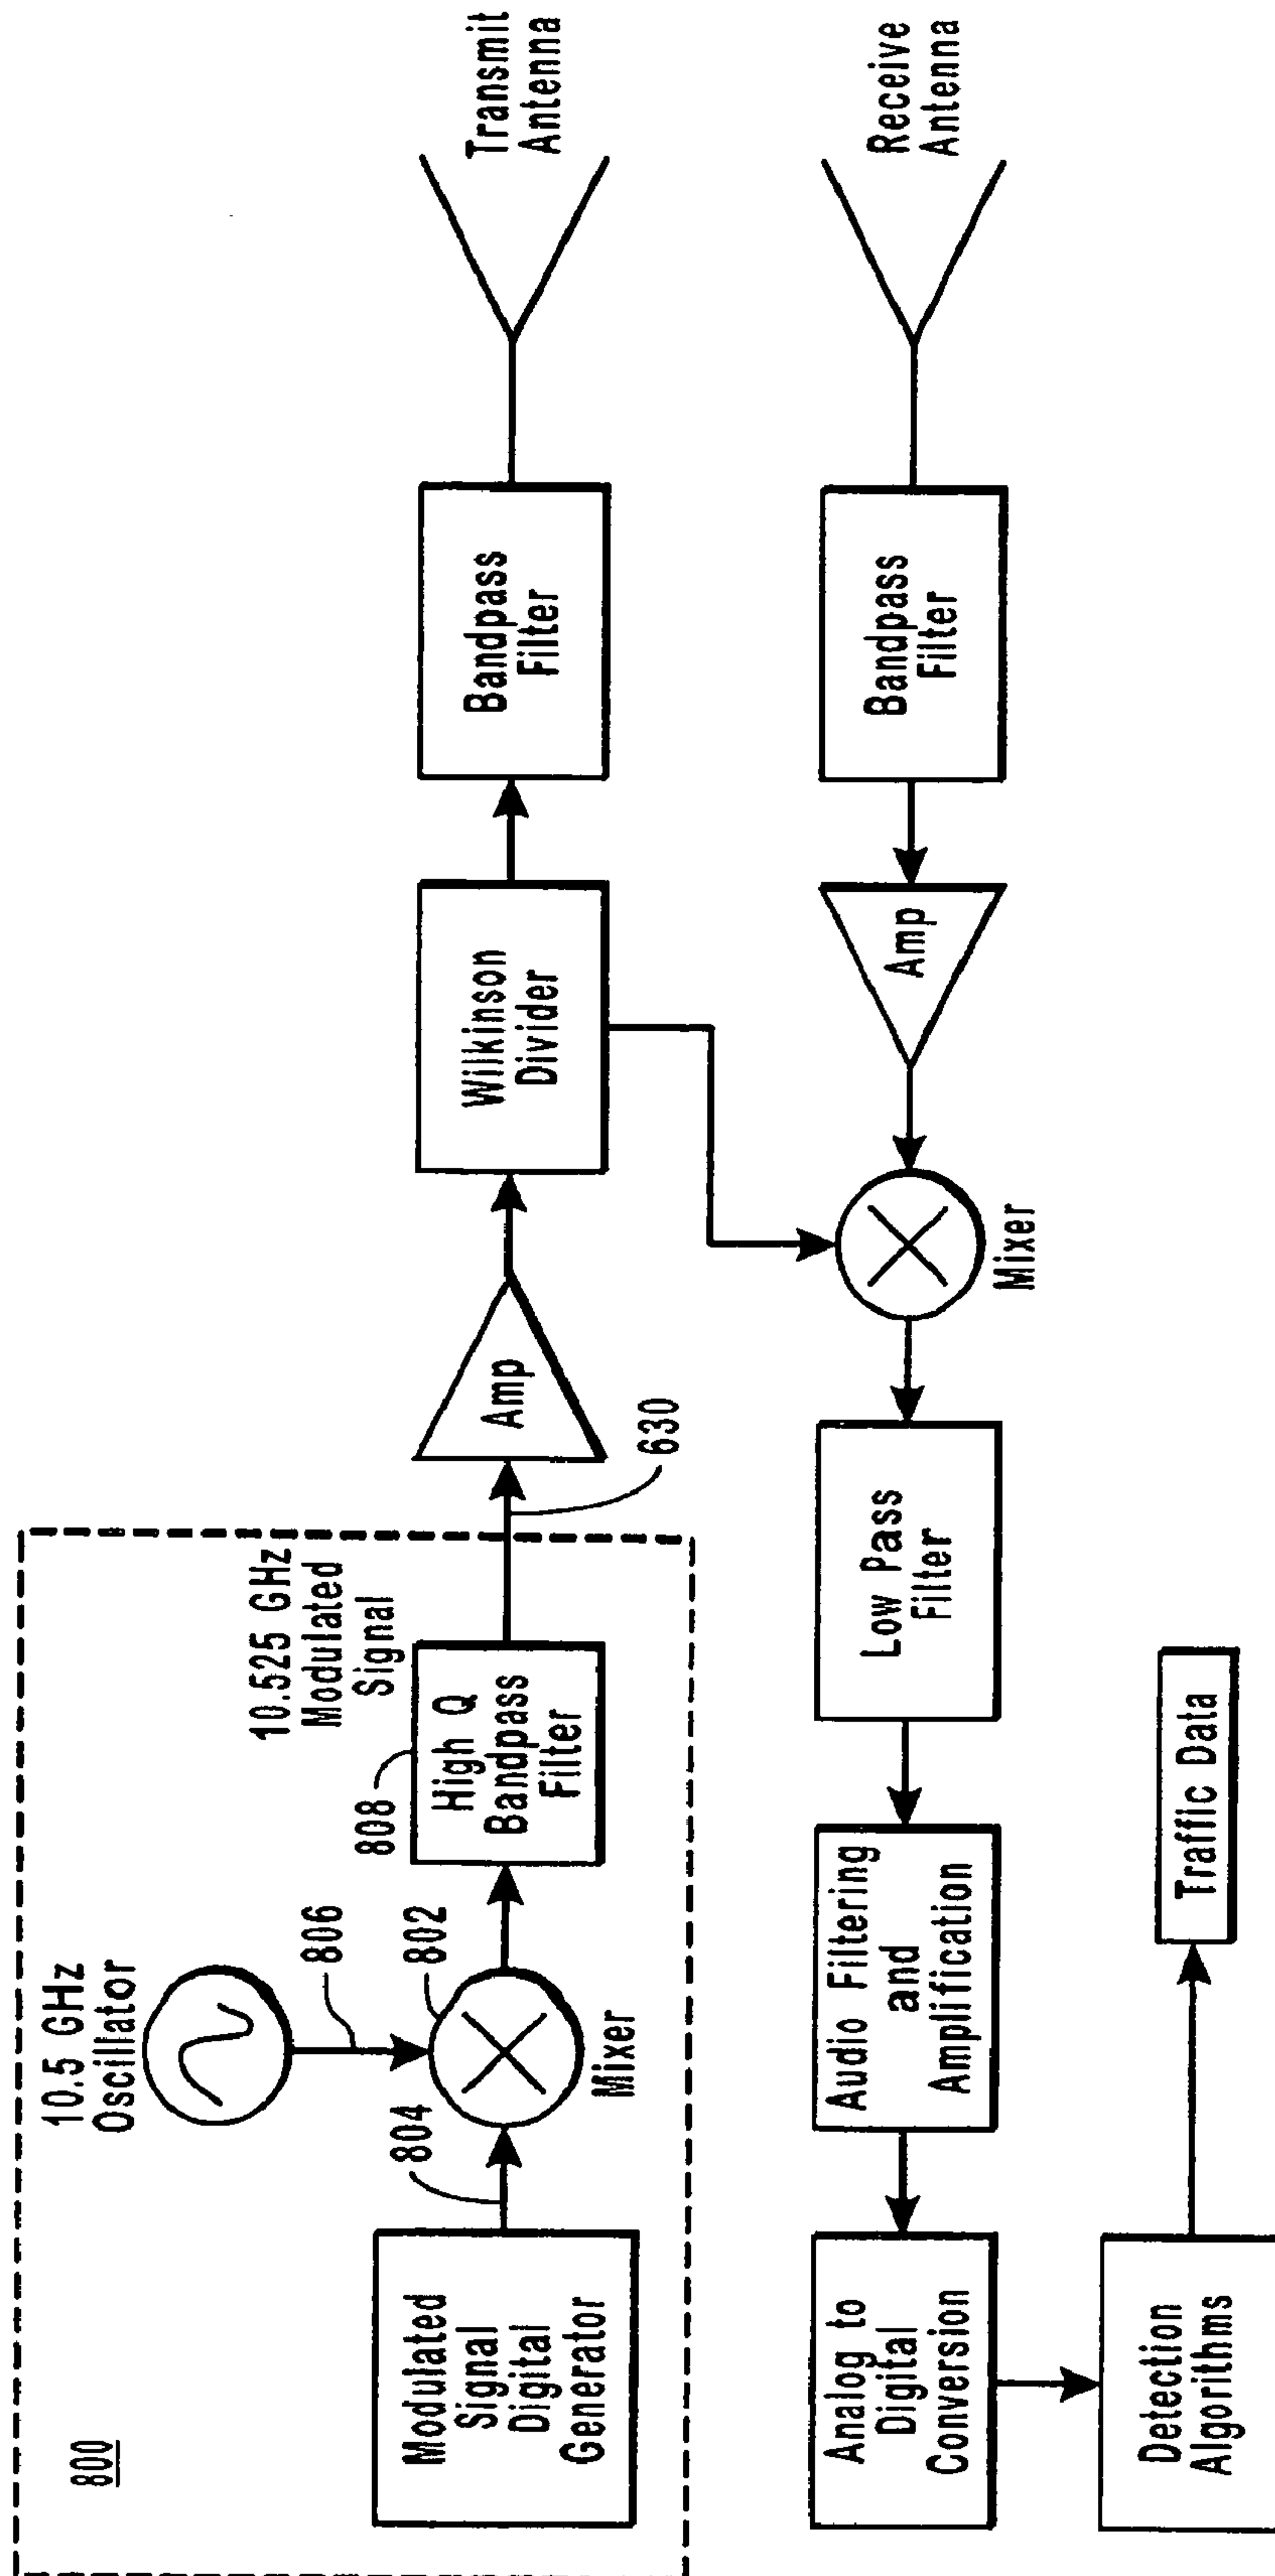 800
10.5 GHz
Oscillator
806
Modulated
Signal
Digital
Generator
804
802
Mixer
808
High Q
Bandpass
Filter
10.525 GHz
Modulated
Signal
630
Amp
Wilkinson
Divider
Bandpass
Filter
Transmit
Antenna
Receive
Antenna
Bandpass
Filter
Amp
Mixer
Low Pass
Filter
Audio Filtering
and
Amplification
Analog to
Digital
Conversion
Detection
Algorithms
Traffic Data